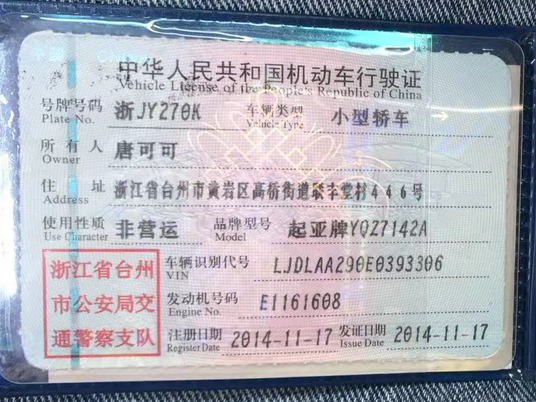 中华人民共和国机动车行驶证
Vehicle License of the People's Republic of China
号牌号码 浙JY270K 车辆类型 小型轿车
Plate No. Vehicle Type
所有人 唐可可
Owner
住址 浙江省台州市黄岩区高桥街道联丰堂村446号
Address
使用性质 非营运 品牌型号 起亚牌YQZ7142A
Use Character Model
浙江省台州 车辆识别代号 LJDLAA290E0393306
VIN
市公安局交 发动机号码 E1161608
Engine No.
通警察支队 注册日期 2014-11-17 发证日期 2014-11-17
Register Date Issue Date